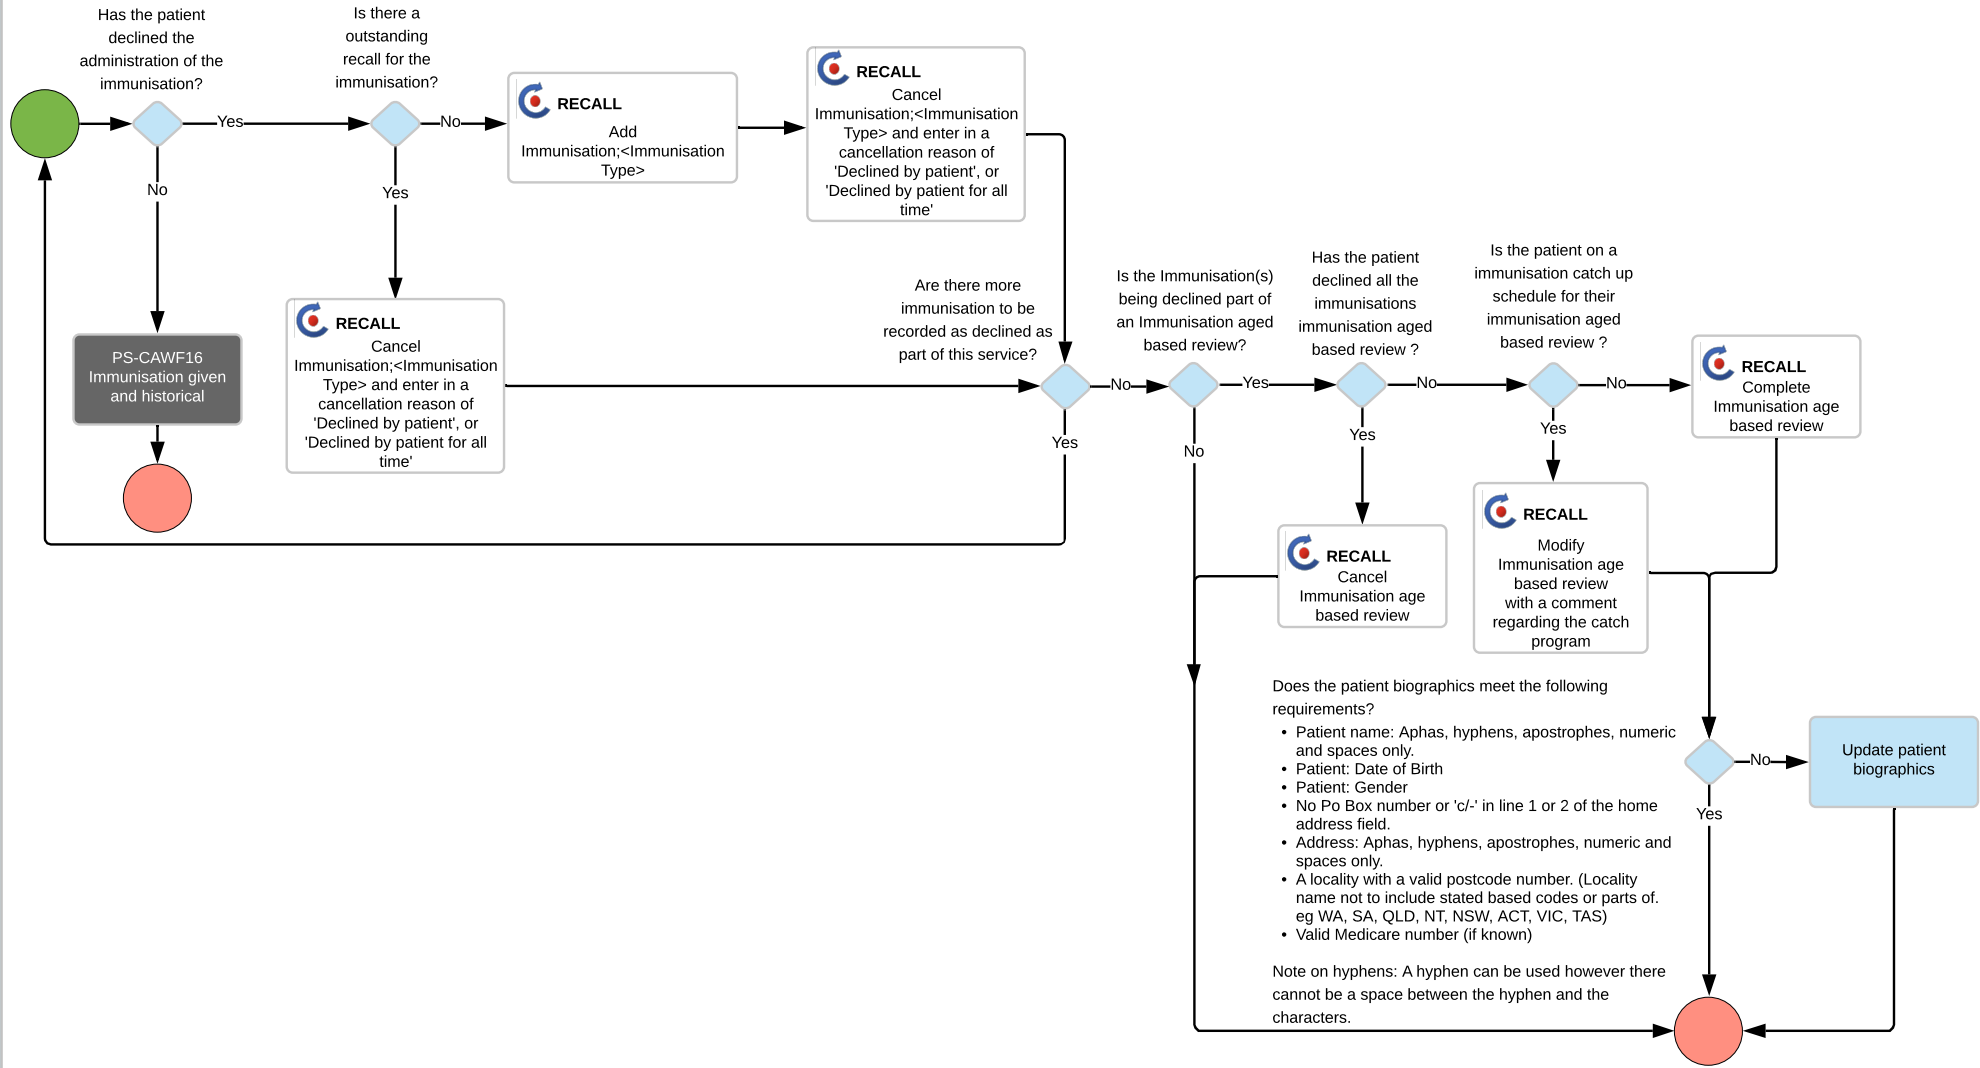 Has the patient
declined the
administration of the
immunisation?
Is there a
outstanding
recall for the
immunisation?
Yes
No
No
Yes
RECALL
Add
Immunisation;<Immunisation
Type>
RECALL
Cancel
Immunisation;<Immunisation
Type> and enter in a
cancellation reason of
'Declined by patient', or
'Declined by patient for all
time'
PS-CAWF16
Immunisation given
and historical
RECALL
Cancel
Immunisation;<Immunisation
Type> and enter in a
cancellation reason of
'Declined by patient', or
'Declined by patient for all
time'
Are there more
immunisation to be
recorded as declined as
part of this service?
Yes
No
Is the Immunisation(s)
being declined part of
an Immunisation aged
based review?
Yes
No
Has the patient
declined all the
immunisations
immunisation aged
based review ?
No
Yes
Is the patient on a
immunisation catch up
schedule for their
immunisation aged
based review ?
No
Yes
RECALL
Complete
Immunisation age
based review
RECALL
Cancel
Immunisation age
based review
RECALL
Modify
Immunisation age
based review
with a comment
regarding the catch
program
Does the patient biographics meet the following
requirements?
• Patient name: Aphas, hyphens, apostrophes, numeric
and spaces only.
• Patient: Date of Birth
• Patient: Gender
• No Po Box number or 'c/-' in line 1 or 2 of the home
address field.
• Address: Aphas, hyphens, apostrophes, numeric and
spaces only.
• A locality with a valid postcode number. (Locality
name not to include stated based codes or parts of.
eg WA, SA, QLD, NT, NSW, ACT, VIC, TAS)
• Valid Medicare number (if known)
Note on hyphens: A hyphen can be used however there
cannot be a space between the hyphen and the
characters.
No
Yes
Update patient
biographics